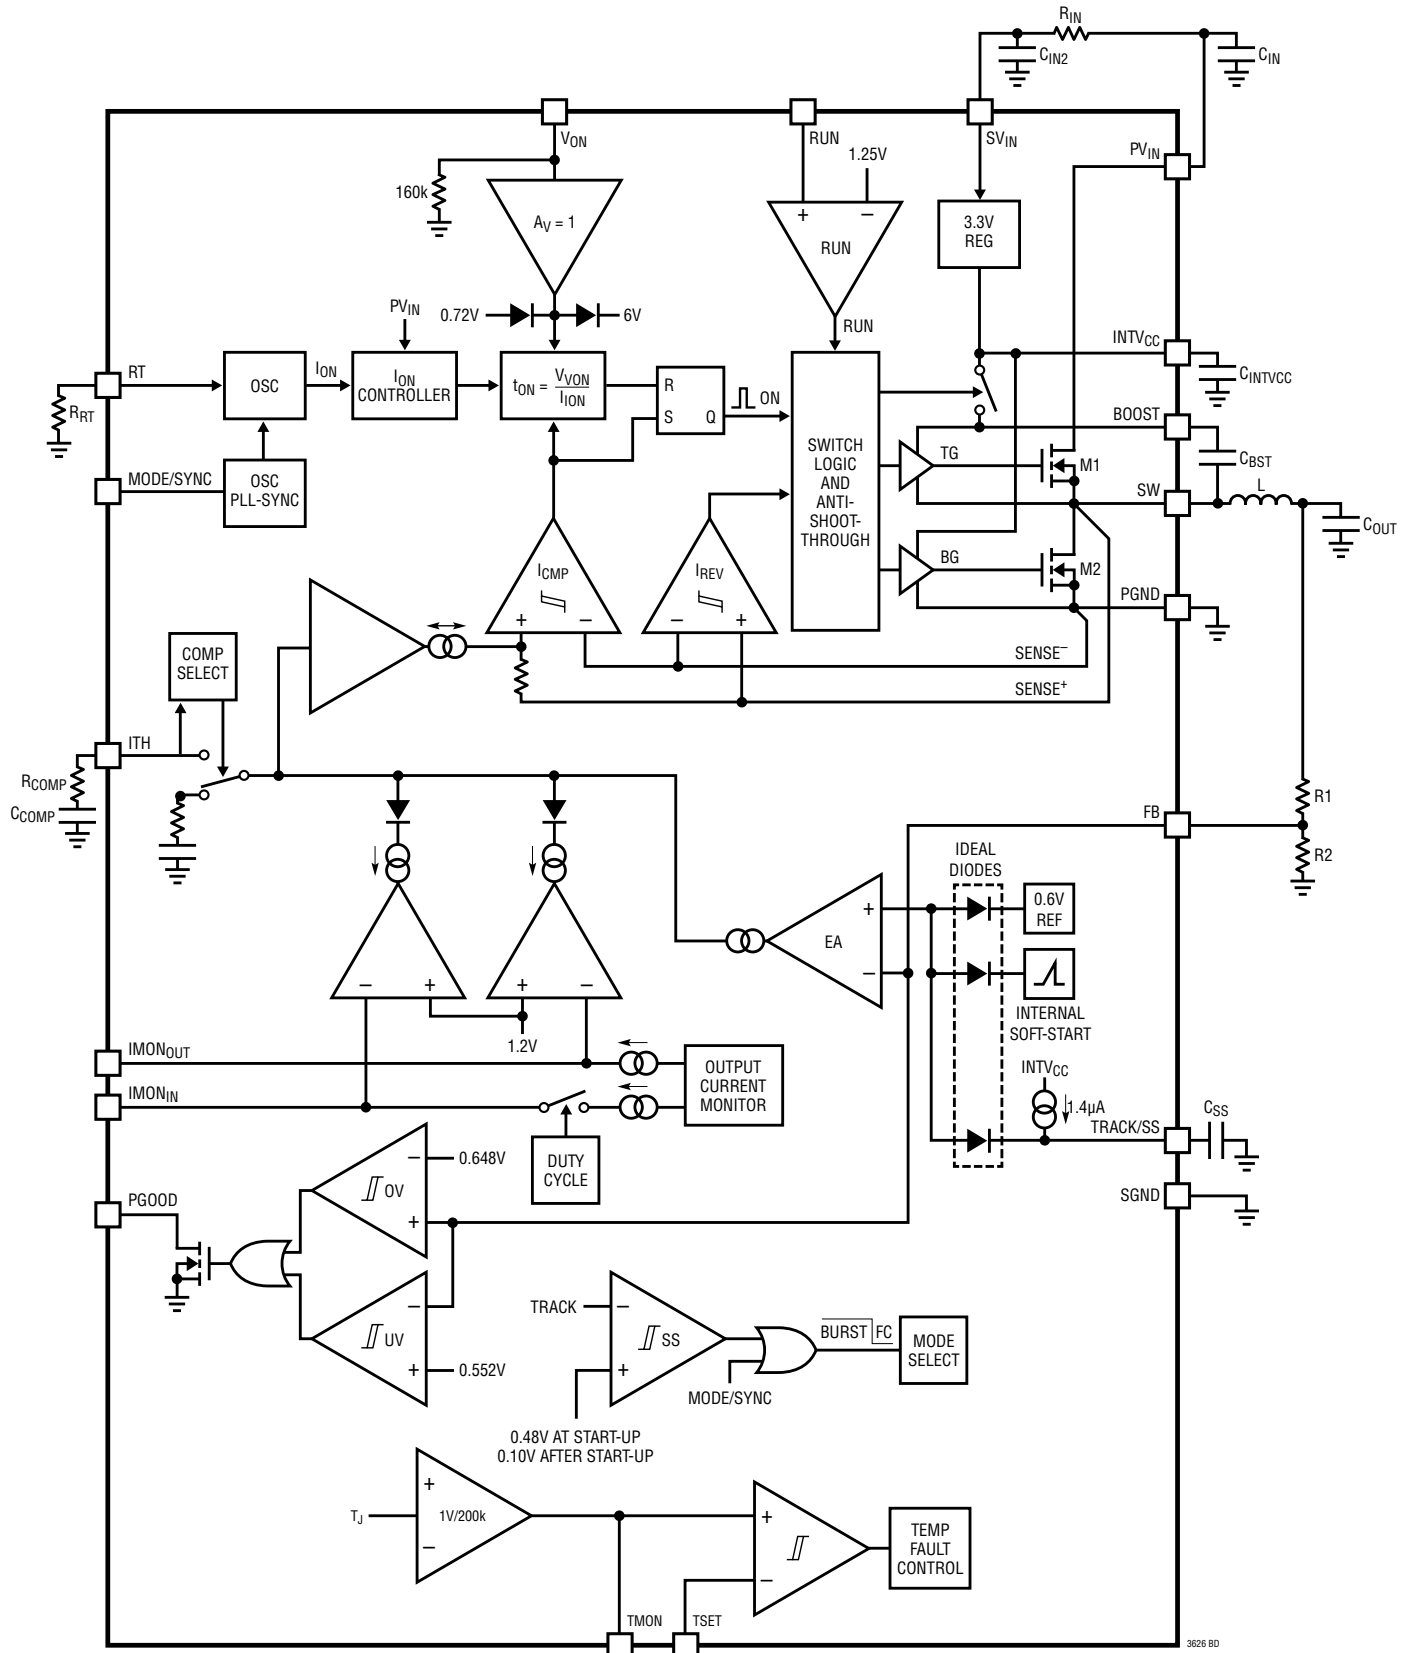 RIN
CIN2
CIN
VON
RUN
SVIN
PVIN
1.25V
160k
AV = 1
+
–
RUN
3.3V
REG
0.72V
6V
PVIN
RUN
RT
OSC
ION
ION
CONTROLLER
tON = VVON
IION
R
S
Q
ON
INTVCC
CINTVCC
RRT
BOOST
SWITCH
LOGIC
AND
ANTI-
SHOOT-
THROUGH
TG
M1
CBST
MODE/SYNC
OSC
PLL-SYNC
SW
L
COUT
ICMP
IREV
BG
M2
PGND
+
–
–
+
COMP
SELECT
SENSE–
SENSE+
ITH
RCOMP
CCOMP
R1
FB
R2
IDEAL
DIODES
+
EA
–
0.6V
REF
–
+
+
–
INTERNAL
SOFT-START
1.2V
IMONOUT
IMONIN
OUTPUT
CURRENT
MONITOR
INTVCC
1.4µA
TRACK/SS
CSS
DUTY
CYCLE
–
0.648V
OV
+
PGOOD
SGND
–
UV
+
0.552V
TRACK
–
SS
+
BURST
FC
MODE
SELECT
MODE/SYNC
0.48V AT START-UP
0.10V AFTER START-UP
+
TJ
1V/200k
–
+
–
TEMP
FAULT
CONTROL
TMON
TSET
3626 BD